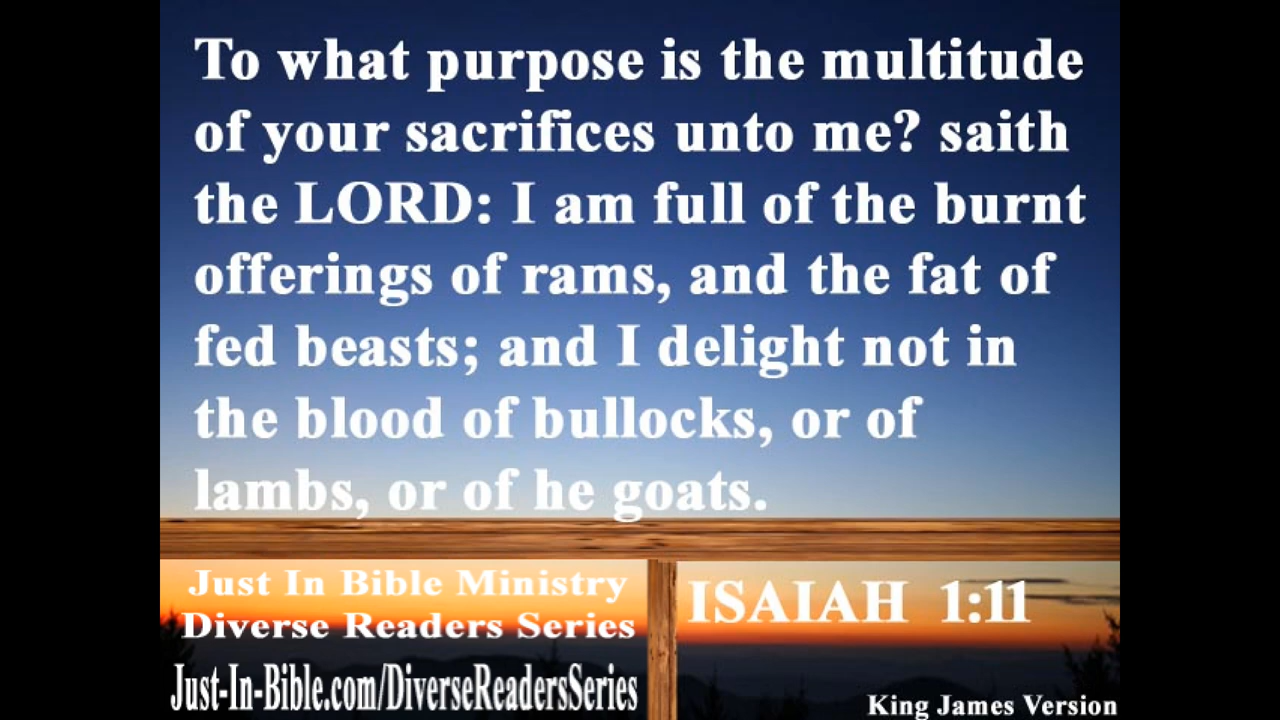 To what purpose is the multitude
of your sacrifices unto me? saith
the LORD: I am full of the burnt
offerings of rams, and the fat of
fed beasts; and I delight not in
the blood of bullocks, or of
lambs, or of he goats.
Just In Bible Ministry
Diverse Readers Series
Just-In-Bible.com/DiverseReadersSeries
ISAIAH 1:11
King James Version